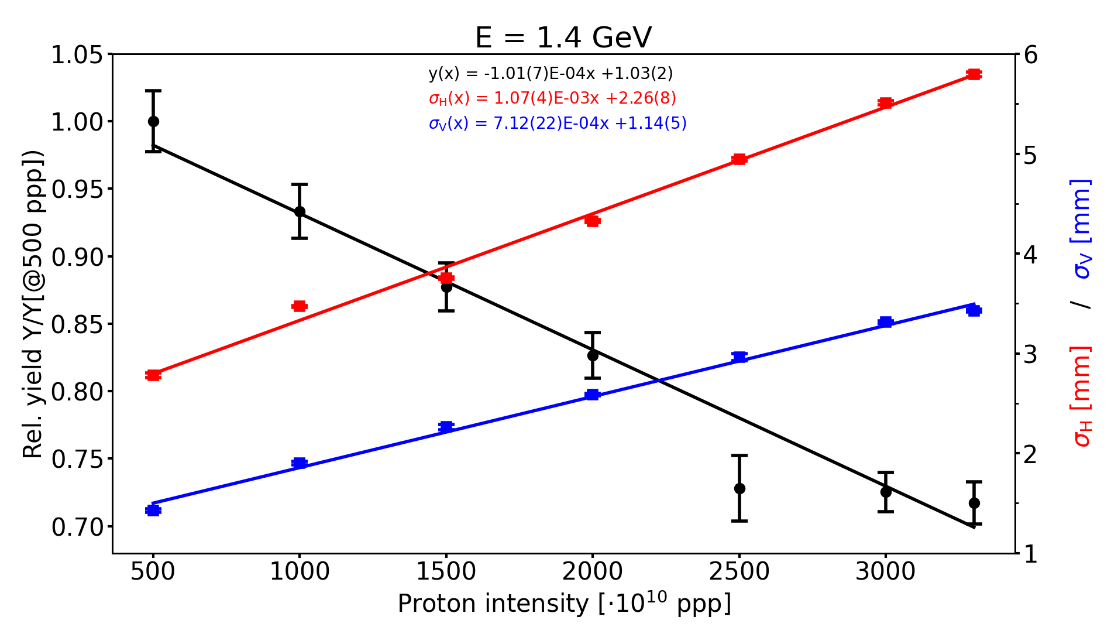 E = 1.4 GeV
y(x) = -1.01(7)E-04x +1.03(2)
σH(x) = 1.07(4)E-03x +2.26(8)
σV(x) = 7.12(22)E-04x +1.14(5)
Rel. yield Y/Y[@500 ppp])
1.05
1.00
0.95
0.90
0.85
0.80
0.75
0.70
6
5
4
3
2
1
σH [mm] / σV [mm]
500 1000 1500 2000 2500 3000
Proton intensity [·10¹⁰ ppp]